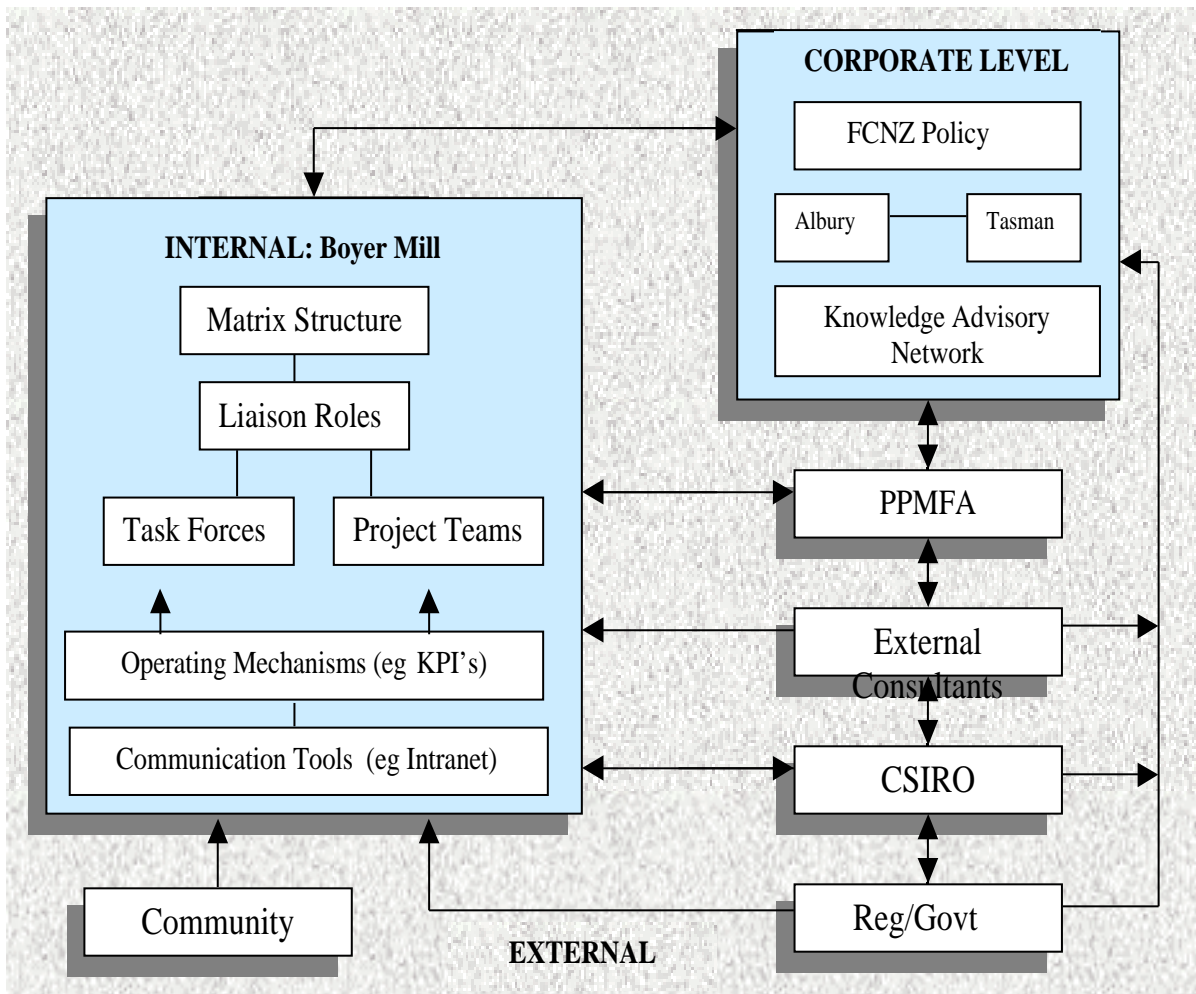 CORPORATE LEVEL
FCNZ Policy
Albury
Tasman
Knowledge Advisory
Network
INTERNAL: Boyer Mill
Matrix Structure
Liaison Roles
Task Forces
Project Teams
Operating Mechanisms (eg KPI's)
Communication Tools (eg Intranet)
PPMFA
External
Consultants
CSIRO
Reg/Govt
Community
EXTERNAL